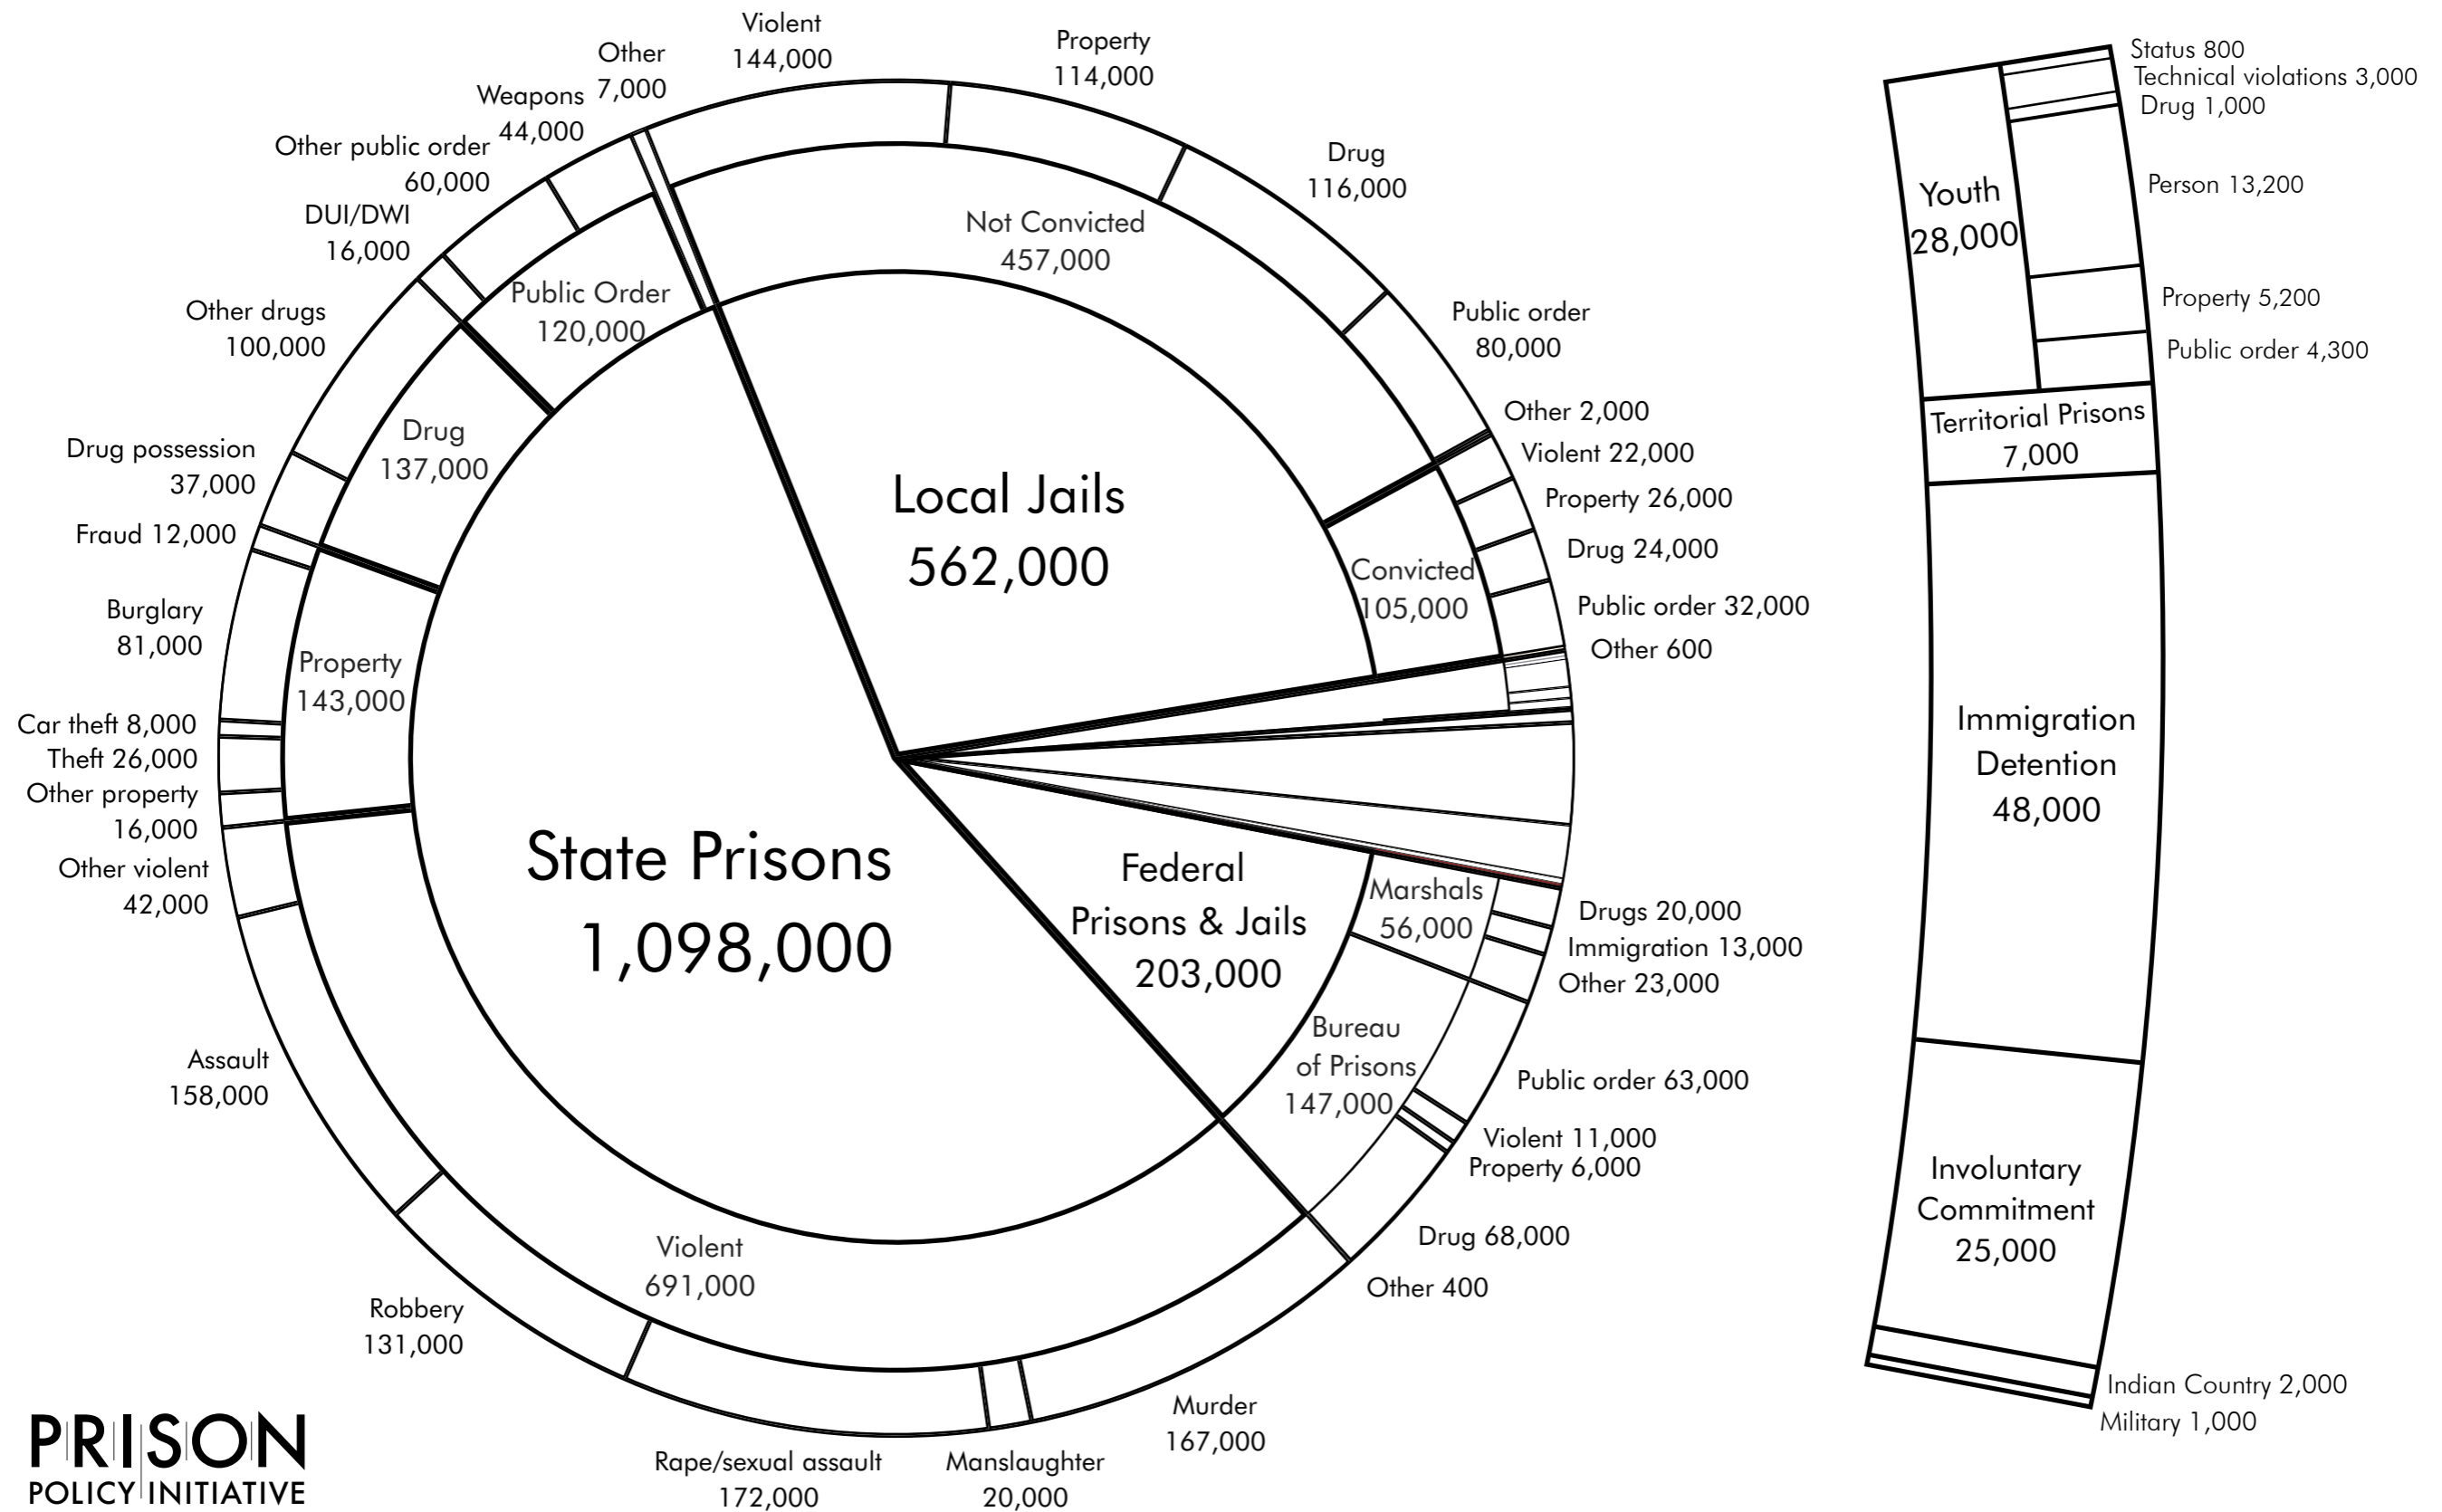 Violent
144,000
Property
114,000
Drug
116,000
Public order
80,000
Other 2,000
Violent 22,000
Property 26,000
Drug 24,000
Public order 32,000
Other 600
Not Convicted
457,000
Convicted
105,000
Local Jails
562,000
Other
7,000
Weapons
44,000
Other public order
60,000
DUI/DWI
16,000
Public Order
120,000
Other drugs
100,000
Drug possession
37,000
Drug
137,000
Fraud 12,000
Burglary
81,000
Car theft 8,000
Theft 26,000
Other property
16,000
Property
143,000
Other violent
42,000
Assault
158,000
Robbery
131,000
Rape/sexual assault
172,000
Manslaughter
20,000
Murder
167,000
Violent
691,000
State Prisons
1,098,000
Federal
Prisons & Jails
203,000
Marshals
56,000
Drugs 20,000
Immigration 13,000
Other 23,000
Bureau
of Prisons
147,000
Public order 63,000
Violent 11,000
Property 6,000
Drug 68,000
Other 400
Status 800
Technical violations 3,000
Drug 1,000
Person 13,200
Property 5,200
Public order 4,300
Youth
28,000
Territorial Prisons
7,000
Immigration
Detention
48,000
Involuntary
Commitment
25,000
Indian Country 2,000
Military 1,000
PRISON
POLICY INITIATIVE